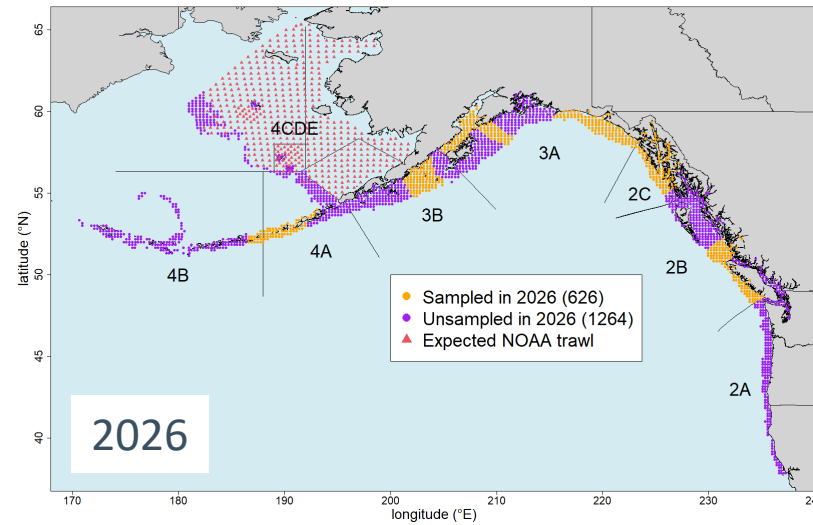 65
60
55
50
45
40
latitude (°N)
4CDE
3A
2C
3B
4A
4B
2B
2A
Sampled in 2026 (626)
Unsampled in 2026 (1264)
Expected NOAA trawl
2026
170
180
190
200
210
220
230
24
longitude (°E)